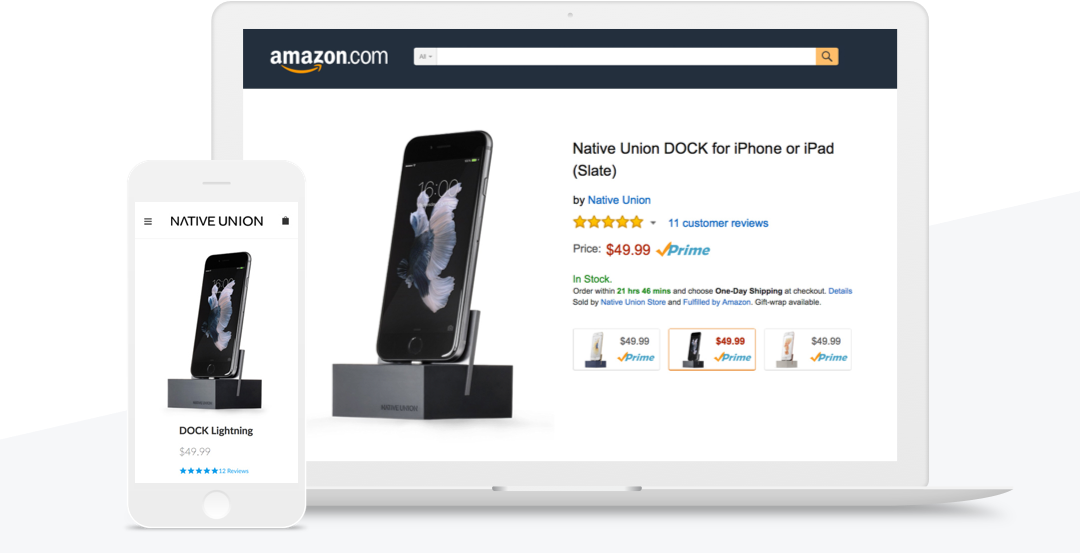 amazon.com
All
Native Union DOCK for iPhone or iPad
(Slate)
by Native Union
11 customer reviews
Price: $49.99 Prime
In Stock.
Order within 21 hrs 46 mins and choose One-Day Shipping at checkout. Details
Sold by Native Union Store and Fulfilled by Amazon. Gift-wrap available.
$49.99
Prime
$49.99
Prime
$49.99
Prime
16:00
NATIVE UNION
NATIVE UNION
16:00
DOCK Lightning
$49.99
12 Reviews